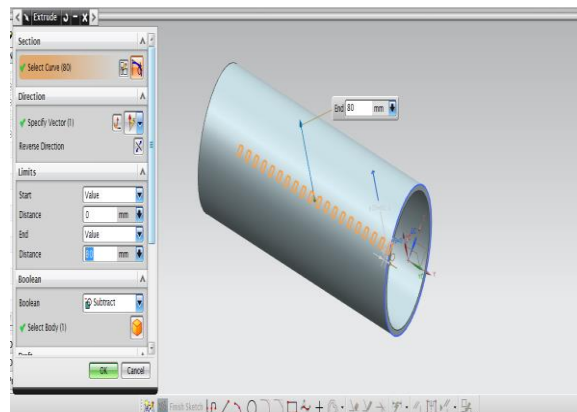 Extrude
Section
Select Curve (80)
Direction
Specify Vector (1)
Reverse Direction
Limits
Start Value
Distance 0 mm
End Value
Distance 80 mm
Boolean
Boolean Subtract
Select Body (1)
OK Cancel
End 80 mm
Finish Sketch